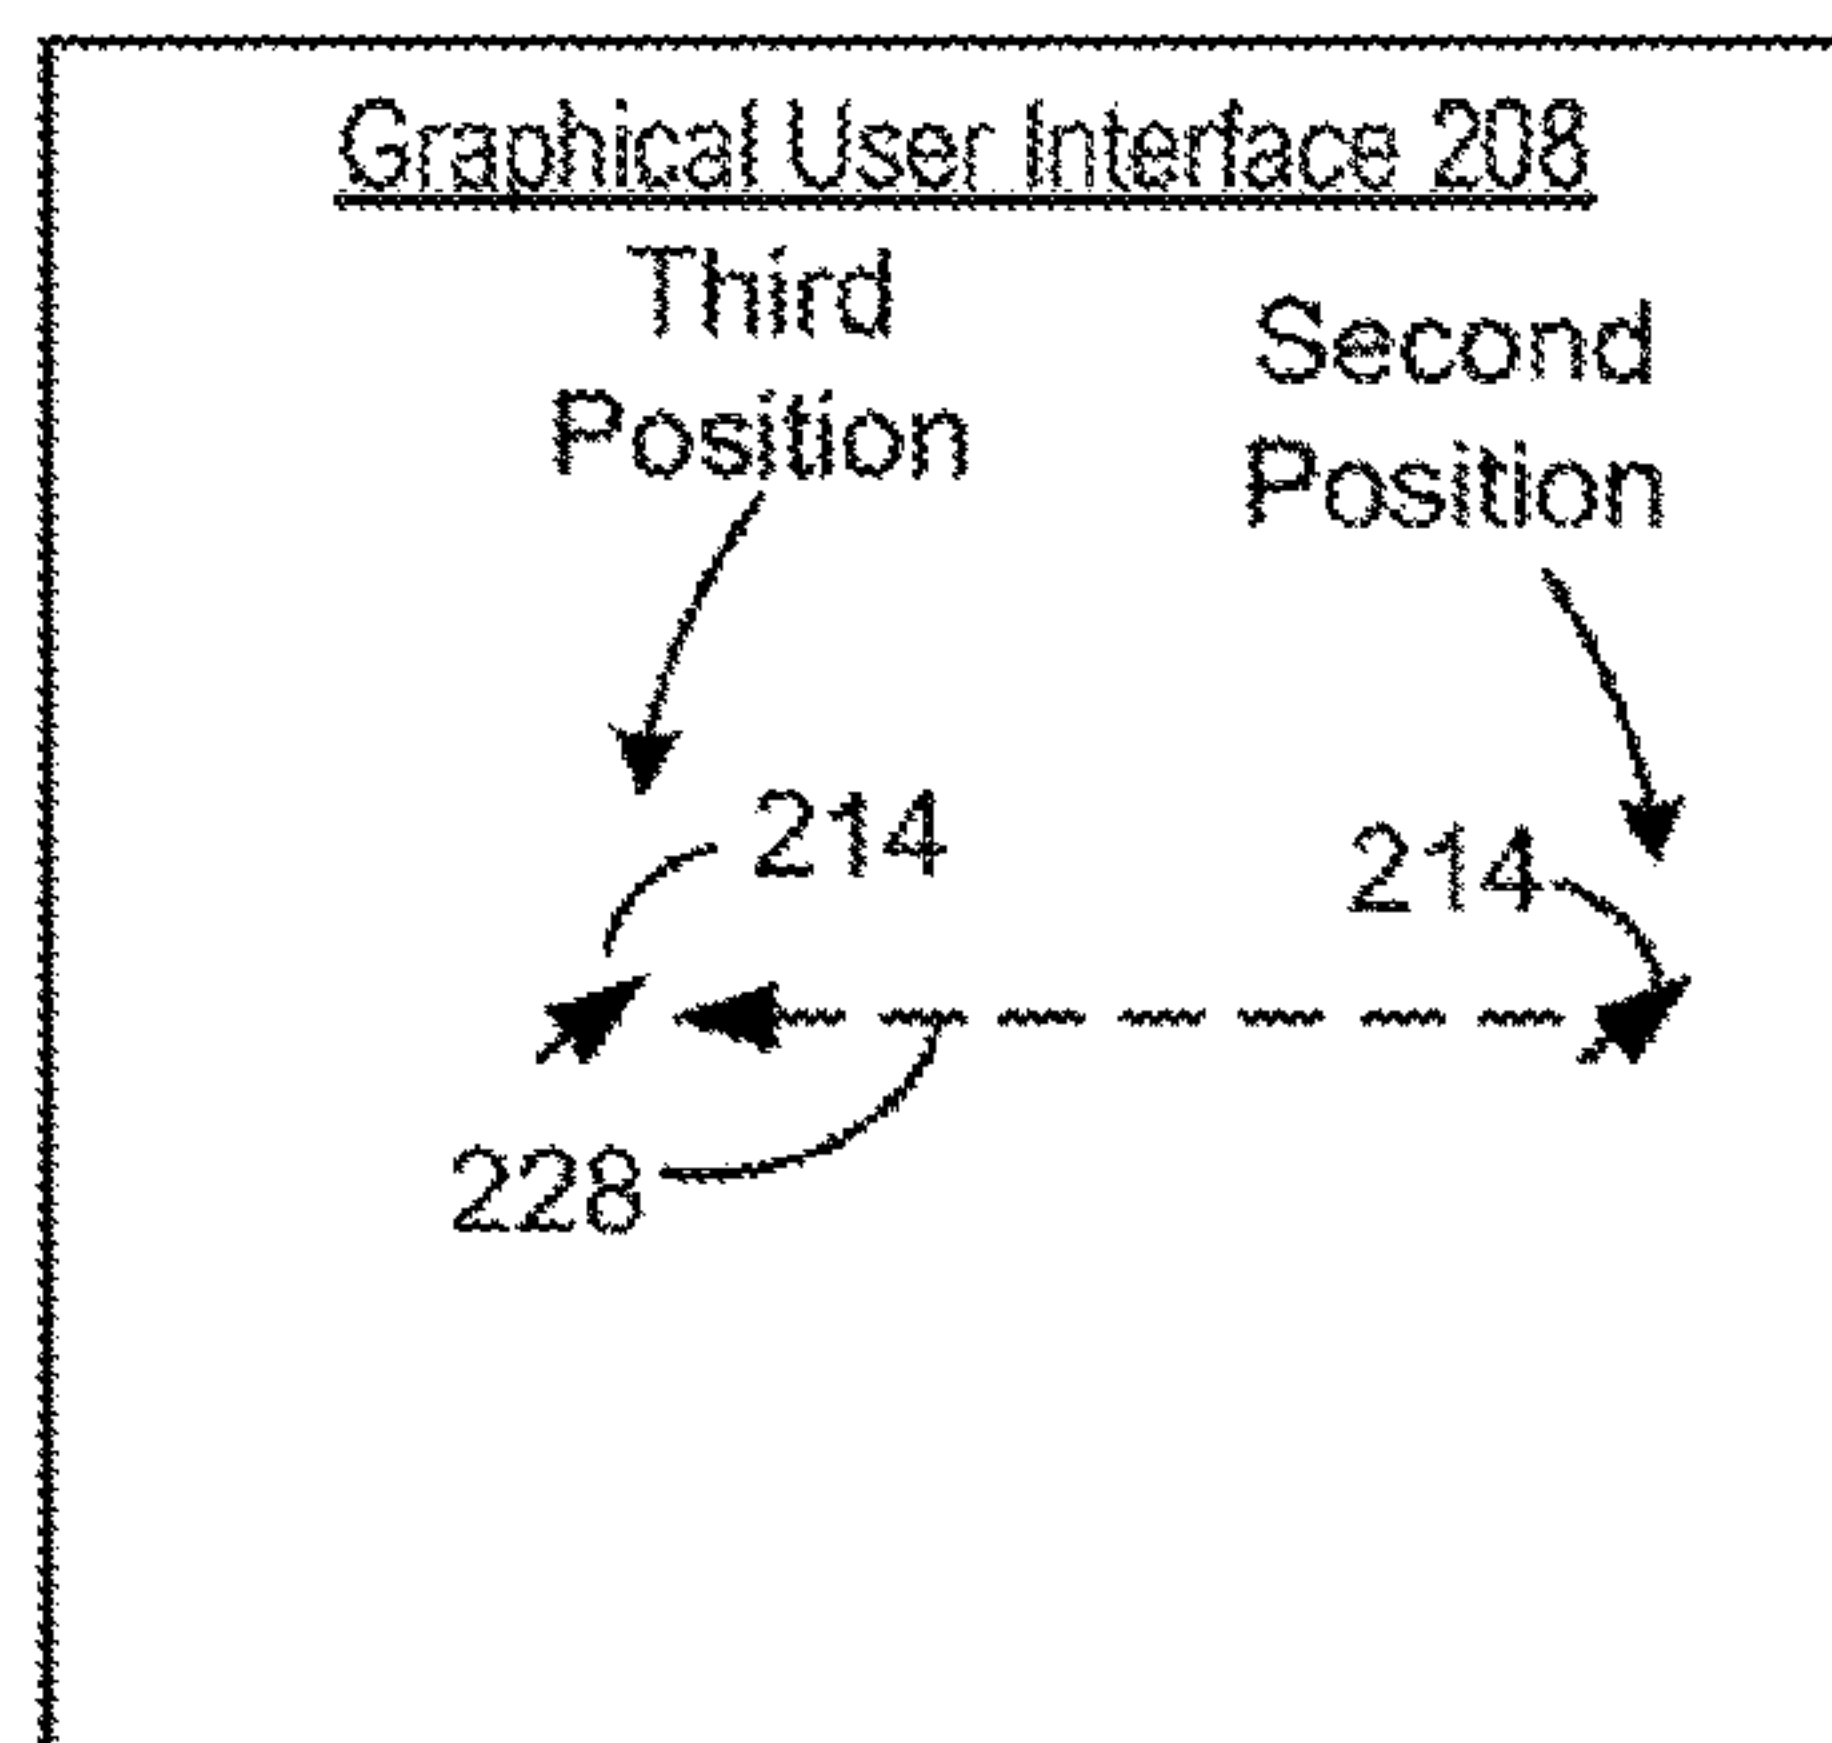 Graphical User Interface 208
Third
Position
Second
Position
214
214
228